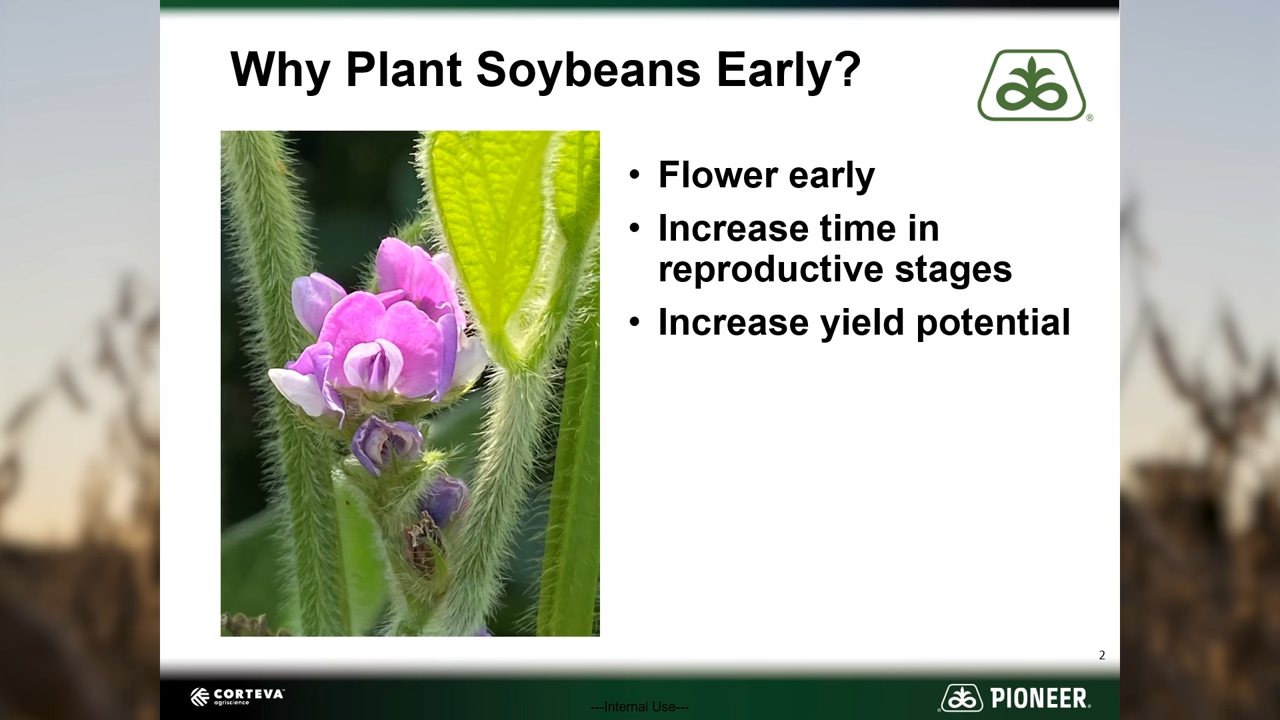 Why Plant Soybeans Early?
®
• Flower early
• Increase time in
reproductive stages
• Increase yield potential
2
CORTEVA™
agriscience
---Internal Use---
PIONEER®